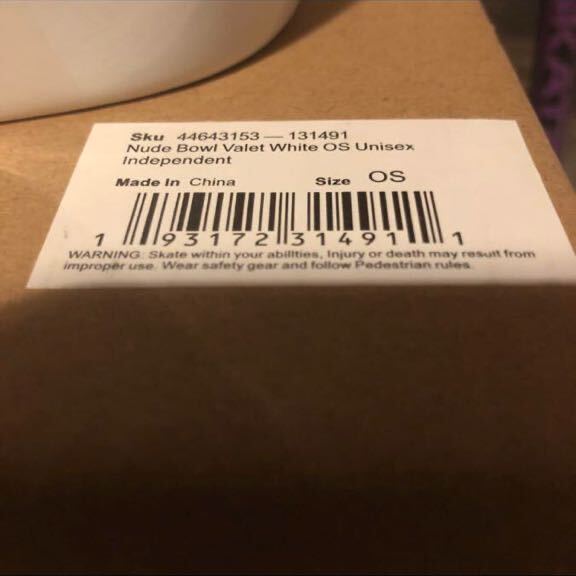 Sku 44643153 — 131491
Nude Bowl Valet White OS Unisex
Independent
Made In China Size OS
1 93172 31491 1
WARNING: Skate within your abilities, Injury or death may result from
improper use. Wear safety gear and follow Pedestrian rules.